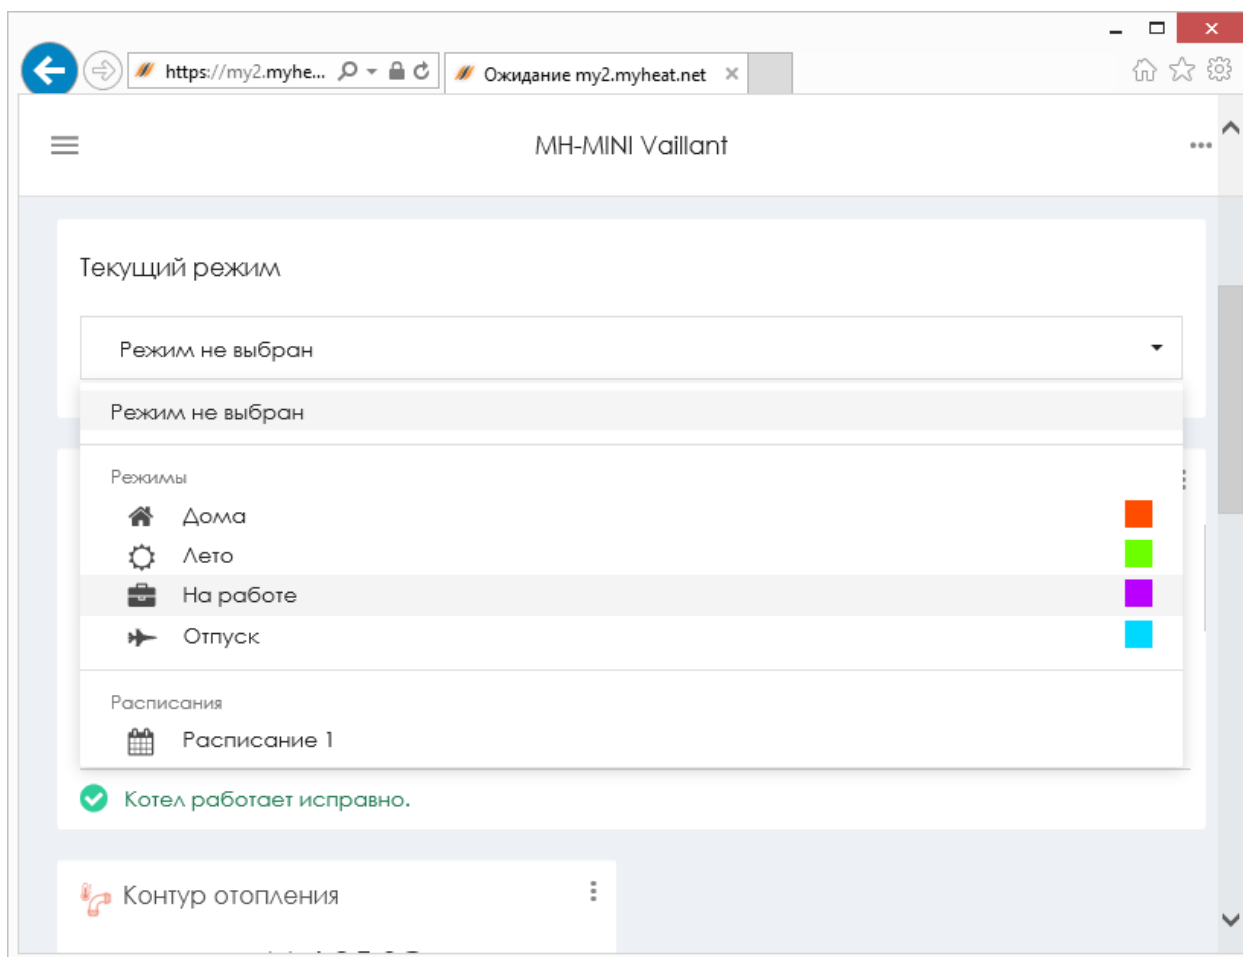 https://my2.myhe...
Ожидание my2.myheat.net
MH-MINI Vaillant
Текущий режим
Режим не выбран
Режим не выбран
Режимы
Дома
Лето
На работе
Отпуск
Расписания
Расписание 1
Котел работает исправно.
Контур отопления